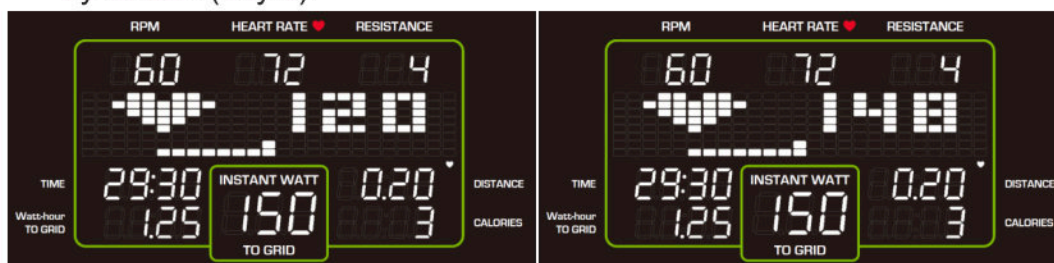 RPM HEART RATE RESISTANCE
60 72 4
120
TIME 29:30 INSTANT WATT 0.20 DISTANCE
Watt-hour TO GRID 1.25 150 3 CALORIES
TO GRID
RPM HEART RATE RESISTANCE
60 72 4
148
TIME 29:30 INSTANT WATT 0.20 DISTANCE
Watt-hour TO GRID 1.25 150 3 CALORIES
TO GRID